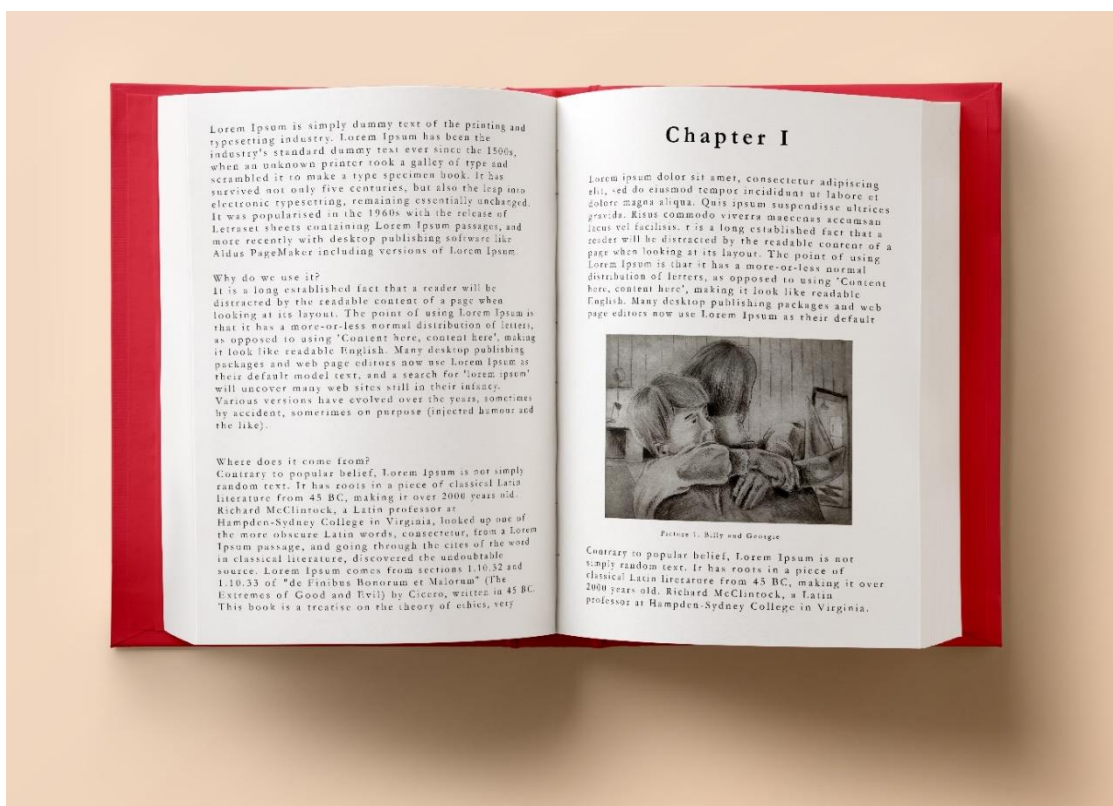 Lorem Ipsum is simply dummy text of the printing and
typesetting industry. Lorem Ipsum has been the
industry's standard dummy text ever since the 1500s,
when an unknown printer took a galley of type and
scrambled it to make a type specimen book. It has
survived not only five centuries, but also the leap into
electronic typesetting, remaining essentially unchanged.
It was popularised in the 1960s with the release of
Letraset sheets containing Lorem Ipsum passages, and
more recently with desktop publishing software like
Aldus PageMaker including versions of Lorem Ipsum.
Why do we use it?
It is a long established fact that a reader will be
distracted by the readable content of a page when
looking at its layout. The point of using Lorem Ipsum is
that it has a more-or-less normal distribution of letters,
as opposed to using 'Content here, content here', making
it look like readable English. Many desktop publishing
packages and web page editors now use Lorem Ipsum as
their default model text, and a search for 'lorem ipsum'
will uncover many web sites still in their infancy.
Various versions have evolved over the years, sometimes
by accident, sometimes on purpose (injected humour and
the like).
Where does it come from?
Contrary to popular belief, Lorem Ipsum is not simply
random text. It has roots in a piece of classical Latin
literature from 45 BC, making it over 2000 years old.
Richard McClintock, a Latin professor at
Hampden-Sydney College in Virginia, looked up one of
the more obscure Latin words, consectetur, from a Lorem
Ipsum passage, and going through the cites of the word
in classical literature, discovered the undoubtable
source. Lorem Ipsum comes from sections 1.10.32 and
1.10.33 of "de Finibus Bonorum et Malorum" (The
Extremes of Good and Evil) by Cicero, written in 45 BC.
This book is a treatise on the theory of ethics, very
Chapter I
Lorem ipsum dolor sit amet, consectetur adipiscing
elit, sed do eiusmod tempor incididunt ut labore et
dolore magna aliqua. Quis ipsum suspendisse ultrices
gravida. Risus commodo viverra maecenas accumsan
lacus vel facilisis. t is a long established fact that a
reader will be distracted by the readable content of a
page when looking at its layout. The point of using
Lorem Ipsum is that it has a more-or-less normal
distribution of letters, as opposed to using 'Content
here, content here', making it look like readable
English. Many desktop publishing packages and web
page editors now use Lorem Ipsum as their default
Picture 1. Billy and Georgie
Contrary to popular belief, Lorem Ipsum is not
simply random text. It has roots in a piece of
classical Latin literature from 45 BC, making it over
2000 years old. Richard McClintock, a Latin
professor at Hampden-Sydney College in Virginia.